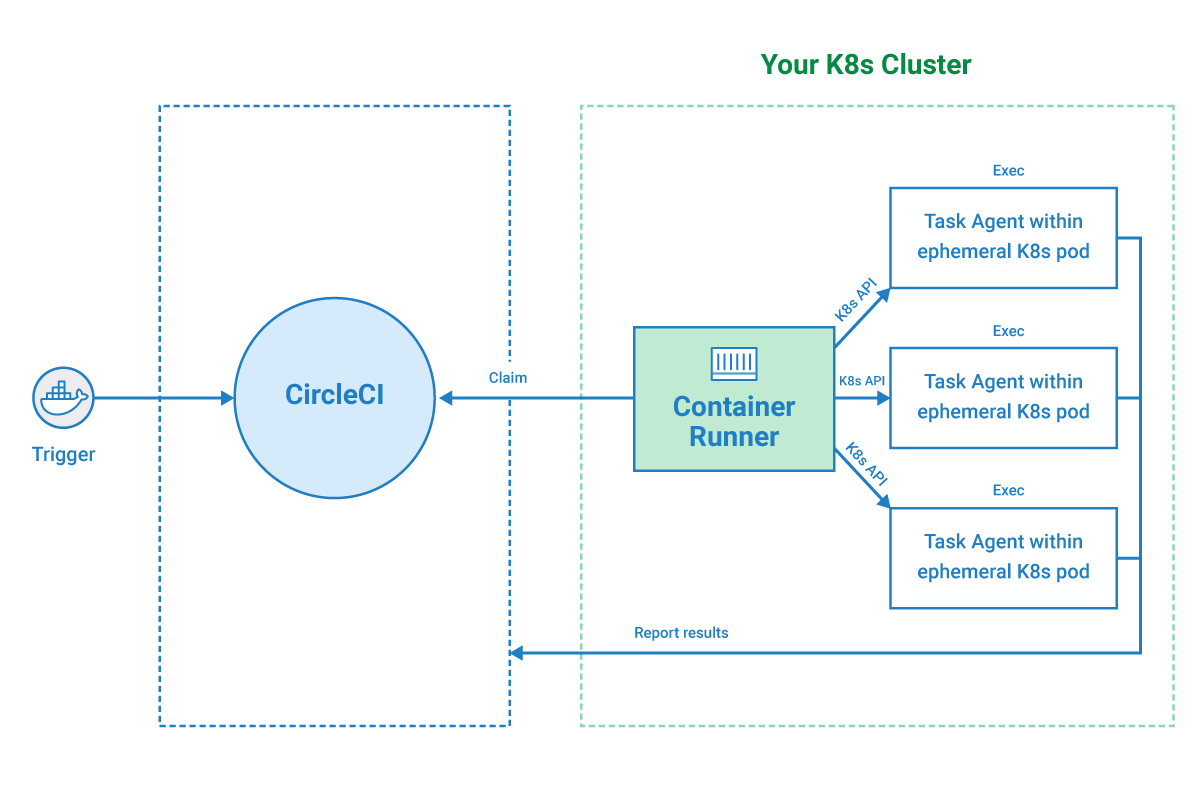 Your K8s Cluster
Exec
Task Agent within
ephemeral K8s pod
K8s API
Exec
Claim
K8s API
Task Agent within
ephemeral K8s pod
CircleCI
Container
Runner
Trigger
K8s API
Exec
Task Agent within
ephemeral K8s pod
Report results